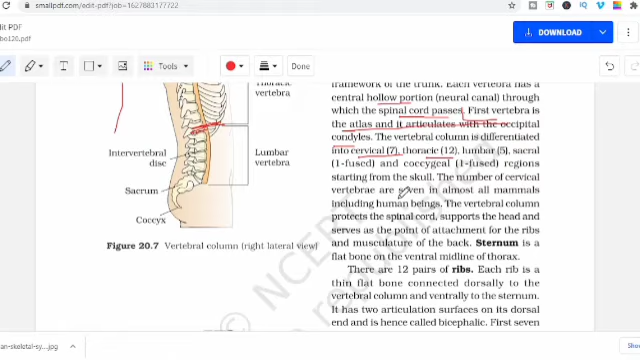 smallpdf.com/edit-pdf#job=1627883177722
dit PDF
bo126.pdf
DOWNLOAD
Tools
Done
vertebra
Intervertebral
disc
Lumbar
vertebra
Sacrum
Coccyx
Figure 20.7 Vertebral column (right lateral view)
framework of the trunk. Each vertebra has a
central hollow portion (neural canal) through
which the spinal cord passes. First vertebra is
the atlas and it articulates with the occipital
condyles. The vertebral column is differentiated
into cervical (7), thoracic (12), lumbar (5), sacral
(1-fused) and coccygeal (1-fused) regions
starting from the skull. The number of cervical
vertebrae are seven in almost all mammals
including human beings. The vertebral column
protects the spinal cord, supports the head and
serves as the point of attachment for the ribs
and musculature of the back. Sternum is a
flat bone on the ventral midline of thorax.
There are 12 pairs of ribs. Each rib is a
thin flat bone connected dorsally to the
vertebral column and ventrally to the sternum.
It has two articulation surfaces on its dorsal
end and is hence called bicephalic. First seven
© NCERT
an-skeletal-sy....jpg
Sho